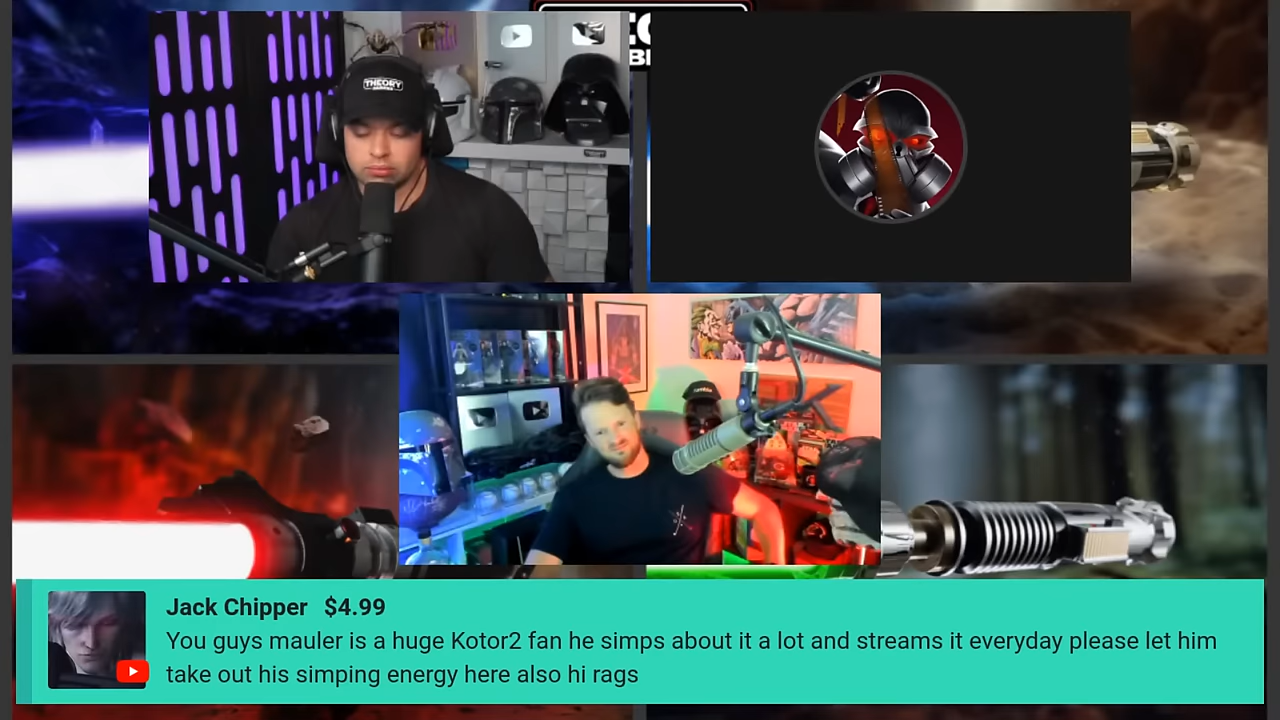 THEORY
Jack Chipper $4.99
You guys mauler is a huge Kotor2 fan he simps about it a lot and streams it everyday please let him
take out his simping energy here also hi rags